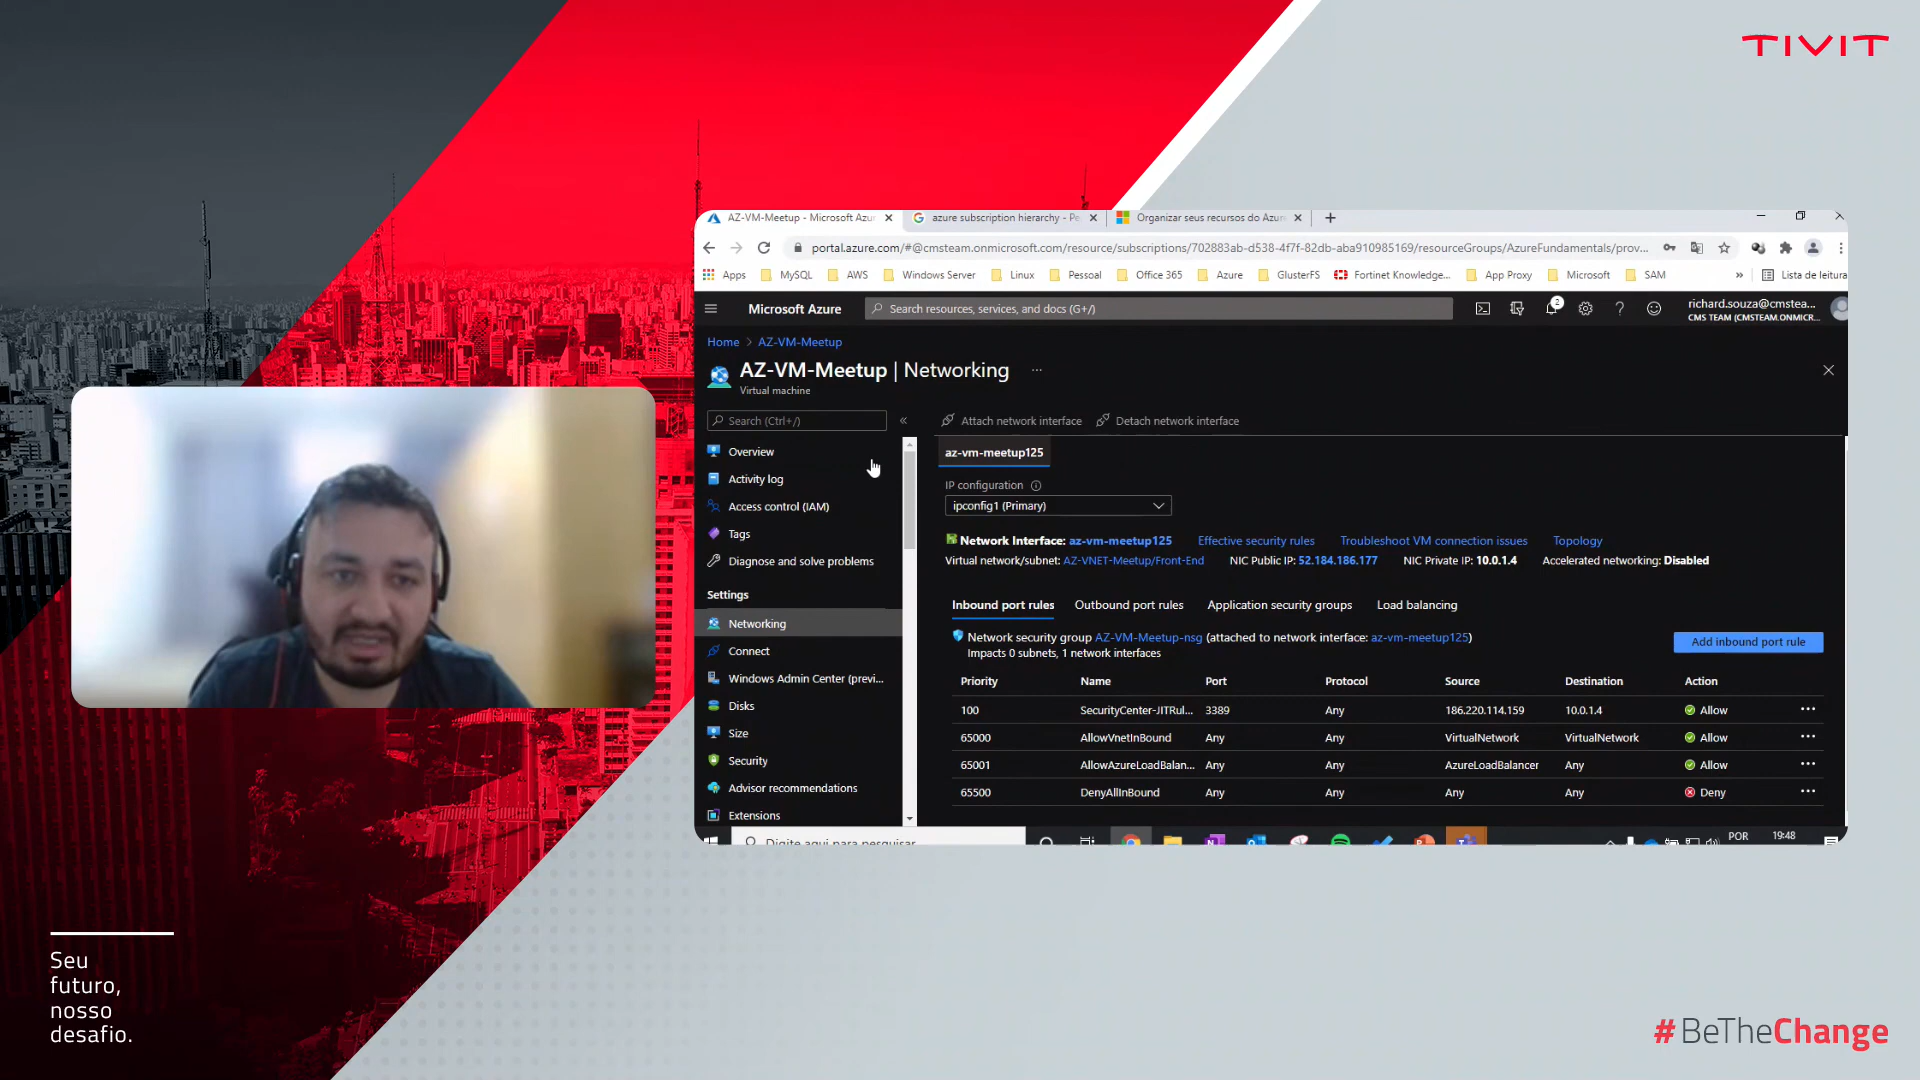 TIVIT
AZ-VM-Meetup - Microsoft Azur
azure subscription hierarchy - Pe
Organizar seus recursos do Azur
portal.azure.com/#@cmsteam.onmicrosoft.com/resource/subscriptions/702883ab-d538-4f7f-82db-aba910985169/resourceGroups/AzureFundamentals/prov...
Apps MySQL AWS Windows Server Linux Pessoal Office 365 Azure GlusterFS Fortinet Knowledge... App Proxy Microsoft SAM » Lista de leitura
Microsoft Azure
Search resources, services, and docs (G+/)
2
richard.souza@cmstea...
CMS TEAM (CMSTEAM.ONMICR...
Home > AZ-VM-Meetup
AZ-VM-Meetup | Networking ...
Virtual machine
Search (Ctrl+/)
«
Attach network interface Detach network interface
Overview
Activity log
Access control (IAM)
Tags
Diagnose and solve problems
Settings
Networking
Connect
Windows Admin Center (previ...
Disks
Size
Security
Advisor recommendations
Extensions
az-vm-meetup125
IP configuration
ipconfig1 (Primary)
Network Interface: az-vm-meetup125 Effective security rules Troubleshoot VM connection issues Topology
Virtual network/subnet: AZ-VNET-Meetup/Front-End NIC Public IP: 52.184.186.177 NIC Private IP: 10.0.1.4 Accelerated networking: Disabled
Inbound port rules Outbound port rules Application security groups Load balancing
Network security group AZ-VM-Meetup-nsg (attached to network interface: az-vm-meetup125)
Impacts 0 subnets, 1 network interfaces
Add inbound port rule
Priority Name Port Protocol Source Destination Action
100 SecurityCenter-JITRul... 3389 Any 186.220.114.159 10.0.1.4 Allow
65000 AllowVnetInBound Any Any VirtualNetwork VirtualNetwork Allow
65001 AllowAzureLoadBalan... Any Any AzureLoadBalancer Any Allow
65500 DenyAllInBound Any Any Any Any Deny
Digite aqui para pesquisar
POR
19:48
Seu
futuro,
nosso
desafio.
#BeTheChange